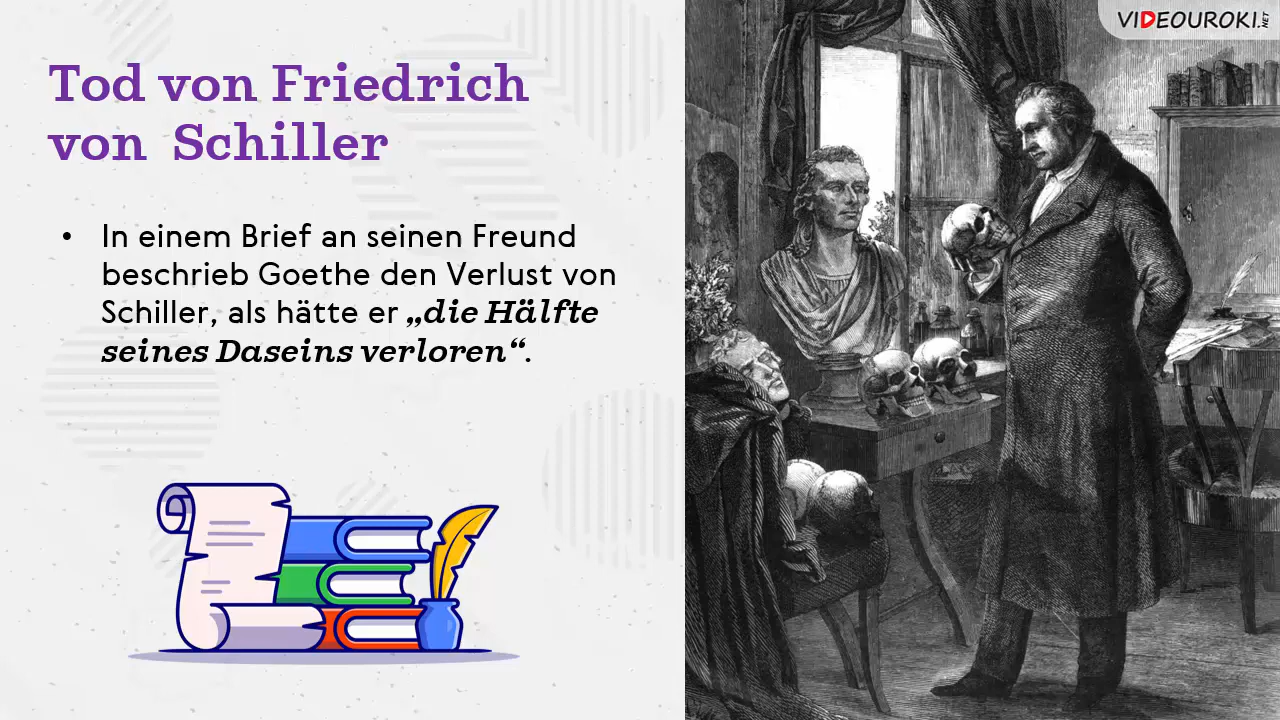 Tod von Friedrich
von Schiller
• In einem Brief an seinen Freund
beschrieb Goethe den Verlust von
Schiller, als hätte er „die Hälfte
seines Daseins verloren“.
VIDEOUROKI.NET